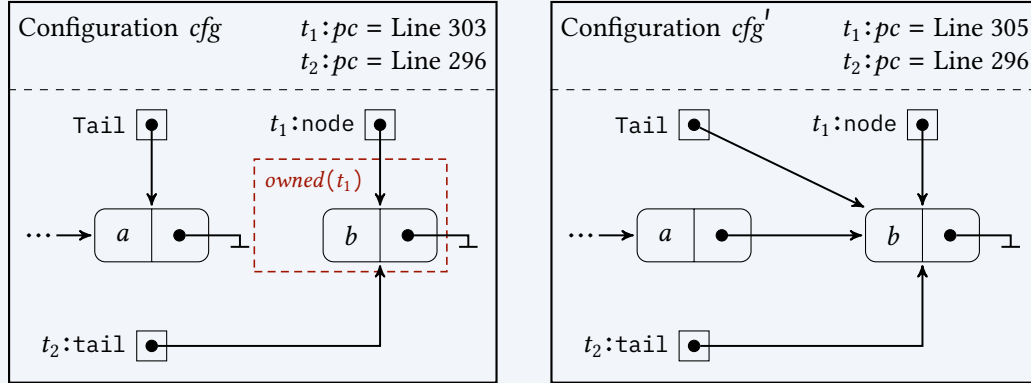 Configuration cfg t₁:pc = Line 303
t₂:pc = Line 296
Tail t₁:node
owned(t₁)
... a b
t₂:tail
Configuration cfg′ t₁:pc = Line 305
t₂:pc = Line 296
Tail t₁:node
... a b
t₂:tail